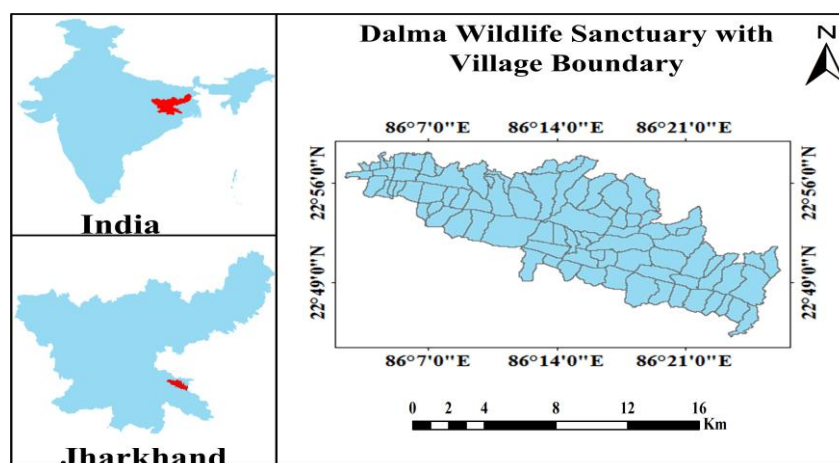 Dalma Wildlife Sanctuary with
Village Boundary
N
India
Jharkhand
86°7'0"E 86°14'0"E 86°21'0"E
22°56'0"N 22°56'0"N
22°49'0"N 22°49'0"N
86°7'0"E 86°14'0"E 86°21'0"E
0 2 4 8 12 16
Km